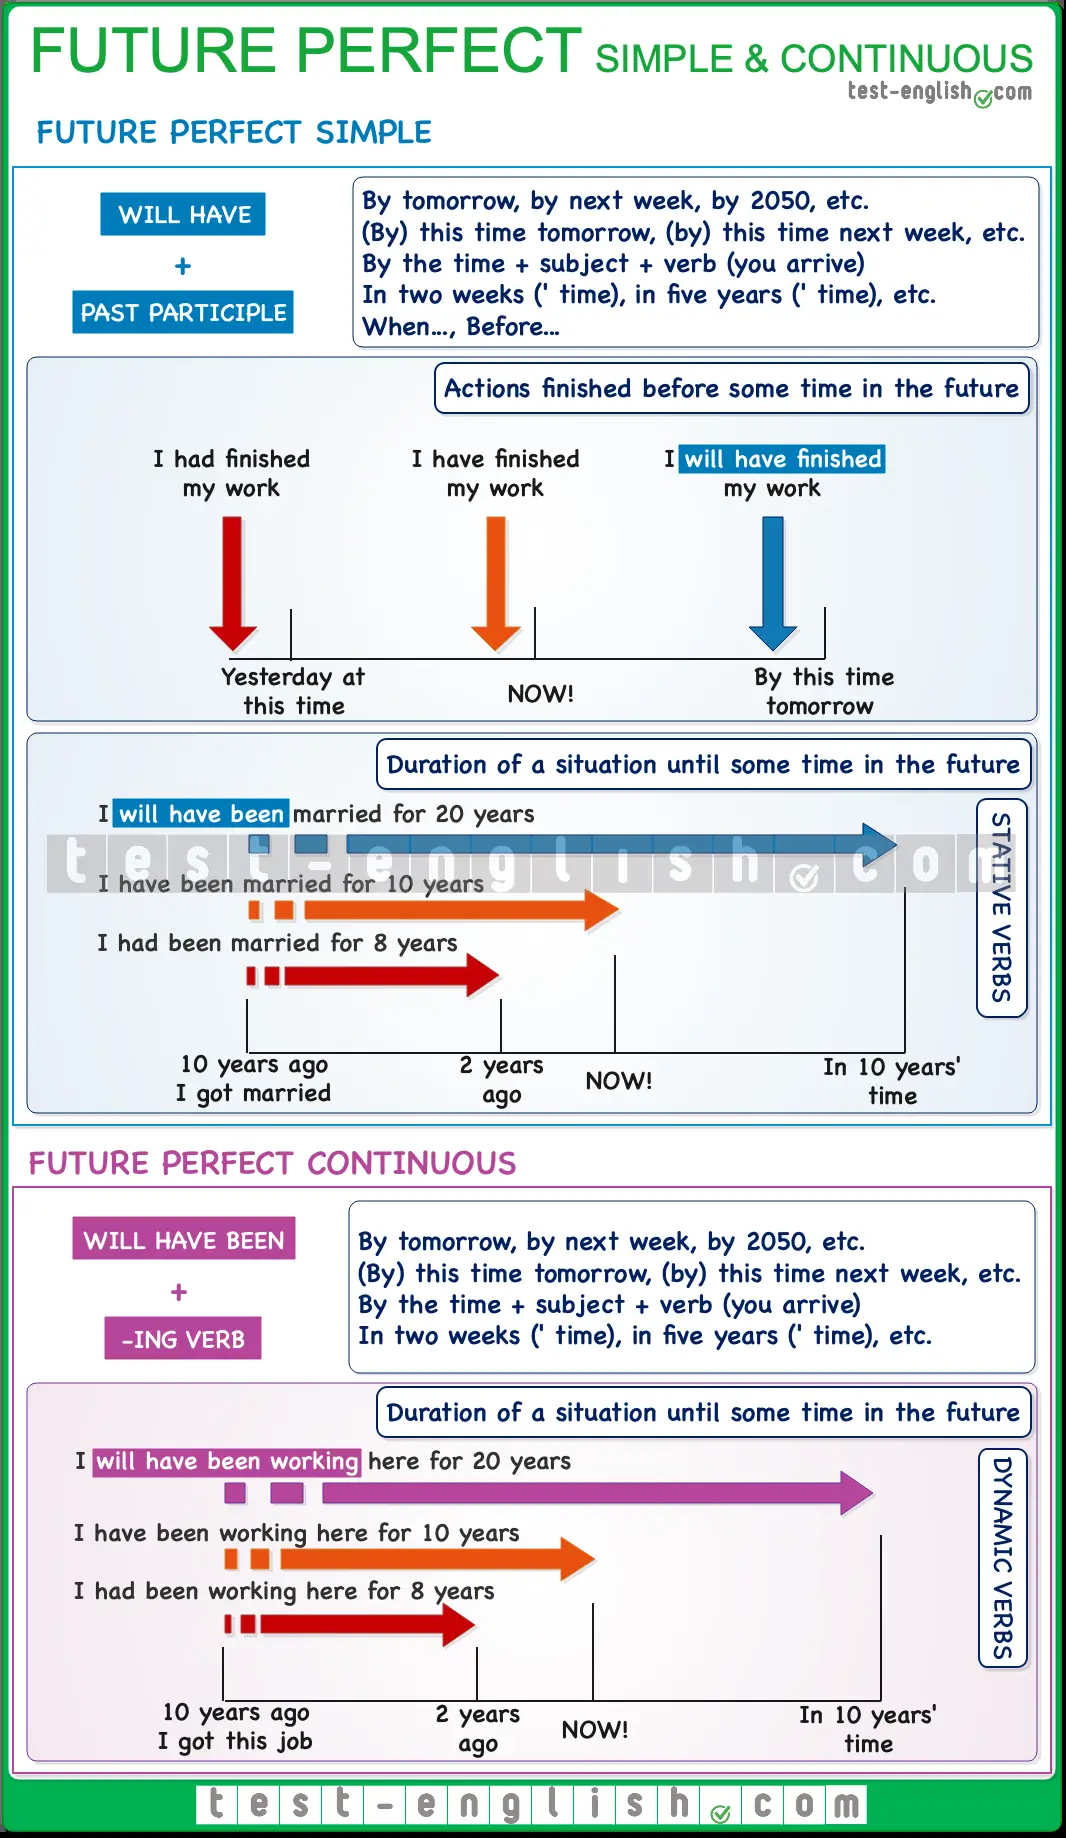 FUTURE PERFECT SIMPLE & CONTINUOUS
test-english.com
FUTURE PERFECT SIMPLE
WILL HAVE
+
PAST PARTICIPLE
By tomorrow, by next week, by 2050, etc.
(By) this time tomorrow, (by) this time next week, etc.
By the time + subject + verb (you arrive)
In two weeks (' time), in five years (' time), etc.
When..., Before...
Actions finished before some time in the future
I had finished
my work
I have finished
my work
I will have finished
my work
Yesterday at
this time
NOW!
By this time
tomorrow
Duration of a situation until some time in the future
I will have been married for 20 years
test-english.com
I have been married for 10 years
I had been married for 8 years
STATIVE VERBS
10 years ago
I got married
2 years
ago
NOW!
In 10 years'
time
FUTURE PERFECT CONTINUOUS
WILL HAVE BEEN
+
-ING VERB
By tomorrow, by next week, by 2050, etc.
(By) this time tomorrow, (by) this time next week, etc.
By the time + subject + verb (you arrive)
In two weeks (' time), in five years (' time), etc.
Duration of a situation until some time in the future
I will have been working here for 20 years
I have been working here for 10 years
I had been working here for 8 years
DYNAMIC VERBS
10 years ago
I got this job
2 years
ago
NOW!
In 10 years'
time
test-english.com